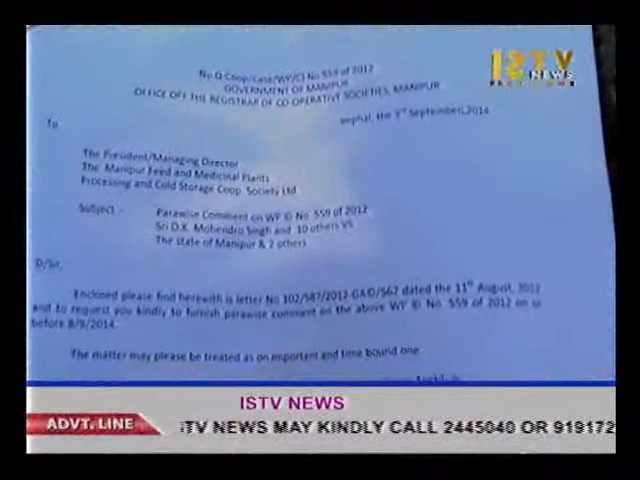 No Q Coop/Case/WP/CJ No 559 of 2012
GOVERNMENT OF MANIPUR
OFFICE OFF THE REGISTRAR OF CO OPERATIVE SOCIETIES, MANIPUR
ISTV
NEWS
Imphal, the 3rd September,2014
To
The President/Managing Director
The Manipur Feed and Medicinal Plants
Processing and Cold Storage Coop. Society Ltd
Subject - Parawise Comment on WP © No. 559 of 2012
Sri D.K. Mohendro Singh and 10 others VS
The state of Manipur & 2 others
D/Sir,
Enclosed please find herewith is letter No 102/587/2012-GA©/567 dated the 11th August, 2012
and to request you kindly to furnish parawise comment on the above WP © No. 559 of 2012 on or
before 8/9/2014
The matter may please be treated as on important and time bound one.
ISTV NEWS
ADVT. LINE
ISTV NEWS MAY KINDLY CALL 2445040 OR 919172